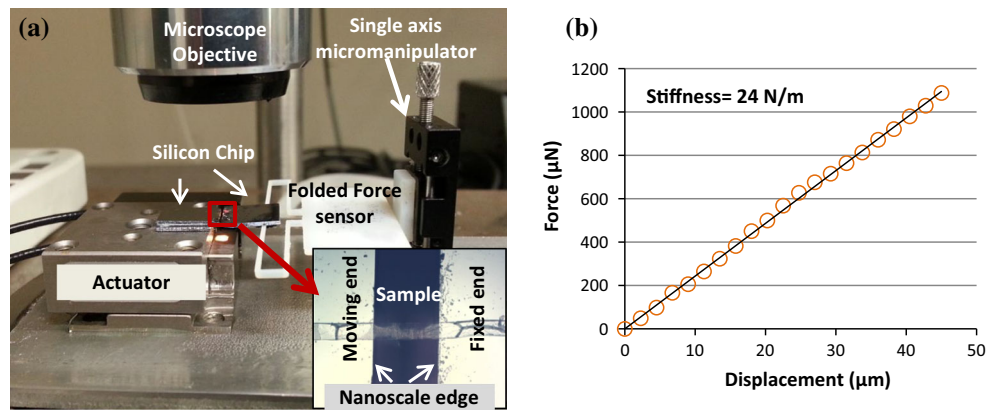 (a)
Microscope
Objective
Single axis
micromanipulator
Silicon Chip
Folded Force
sensor
Actuator
Moving end
Sample
Fixed end
Nanoscale edge
(b)
Stiffness= 24 N/m
Force (µN)
1200
1000
800
600
400
200
0
0
10
20
30
40
50
Displacement (µm)